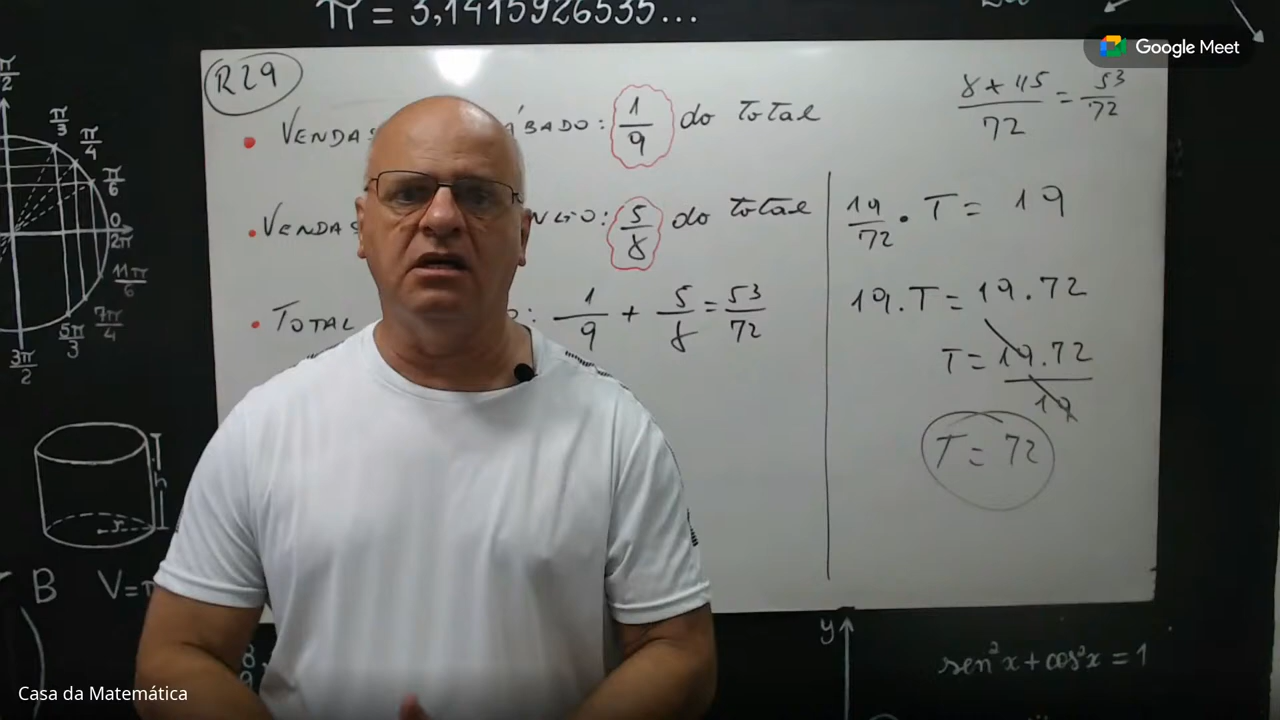 π = 3,1415926535...
Google Meet
R29
VENDAS ÁBADO: 1/9 do total
8 + 45 / 72 = 53/72
VENDAS 5/8 do total
19/72 . T = 19
TOTAL : 1/9 + 5/8 = 53/72
19.T = 19.72
T = 19.72 / 19
T = 72
π/2
π/3
π/4
π/6
0
2π
11π/6
7π/4
5π/3
3π/2
h
r
B V=π
8
9
y
sen²x + cos²x = 1
Casa da Matemática